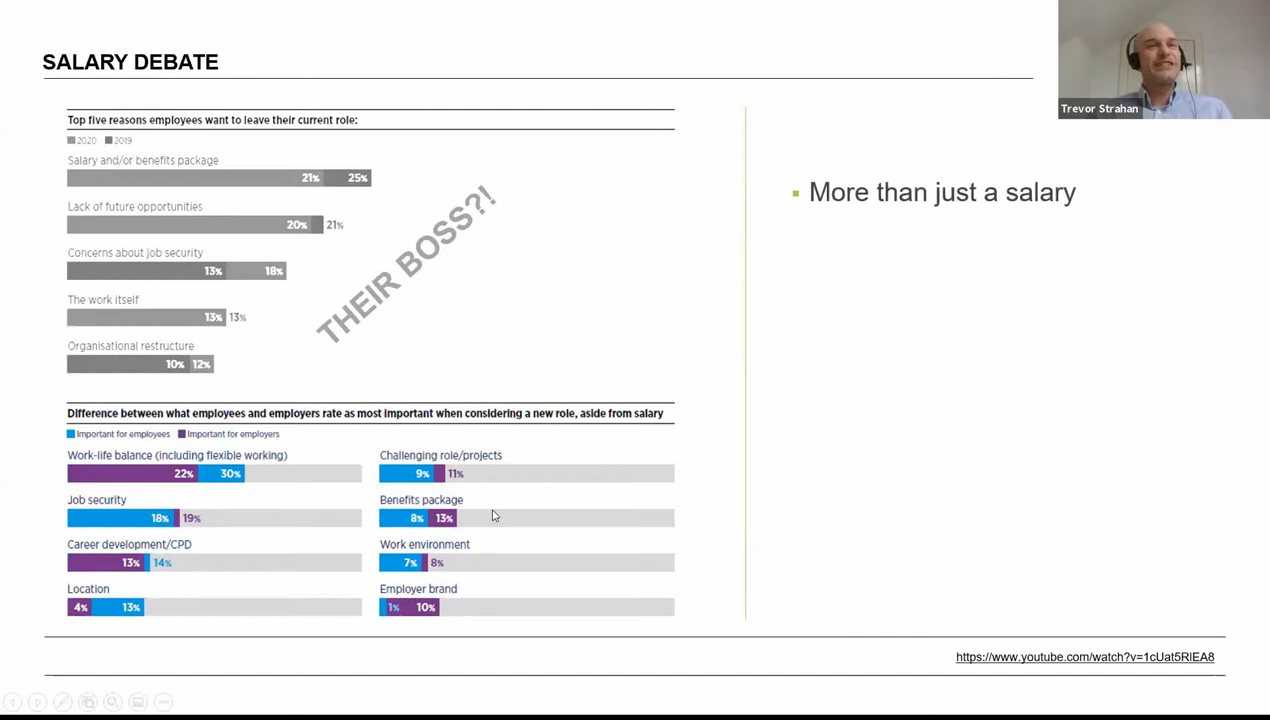 SALARY DEBATE
Trevor Strahan
Top five reasons employees want to leave their current role:
2020 2019
Salary and/or benefits package
21% 25%
Lack of future opportunities
20% 21%
Concerns about job security
13% 18%
The work itself
13% 13%
Organisational restructure
10% 12%
THEIR BOSS?!
More than just a salary
Difference between what employees and employers rate as most important when considering a new role, aside from salary
Important for employees Important for employers
Work-life balance (including flexible working)
22% 30%
Job security
18% 19%
Career development/CPD
13% 14%
Location
4% 13%
Challenging role/projects
9% 11%
Benefits package
8% 13%
Work environment
7% 8%
Employer brand
1% 10%
https://www.youtube.com/watch?v=1cUat5RlEA8